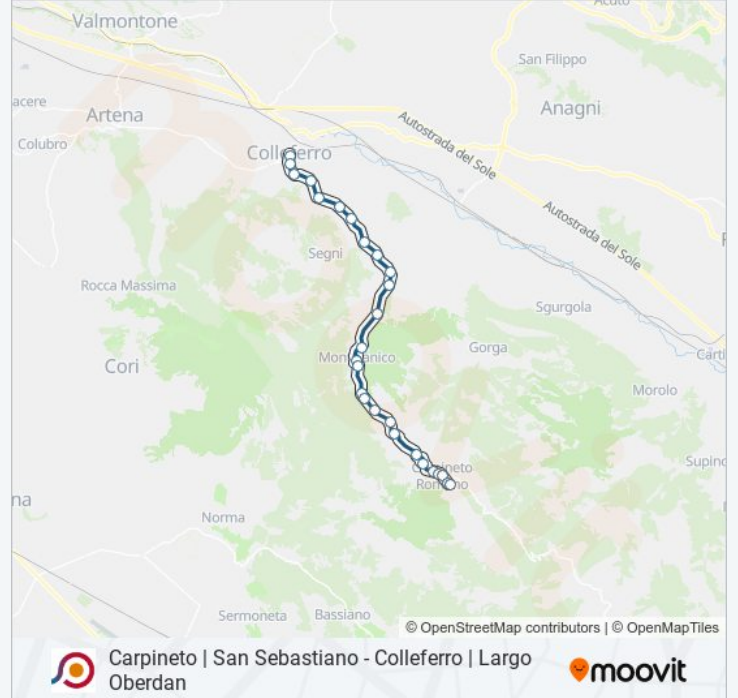 Acuto
Valmontone
San Filippo
acere
Artena
Anagni
Autostrada del Sole
Colubro
Colleferro
Autostrada del Sole
Segni
Rocca Massima
Sgurgola
Gorga
Montelanico
Carti
Cori
Morolo
Supino
Carpineto
Romano
na
Norma
Sermoneta
Bassiano
© OpenStreetMap contributors | © OpenMapTiles
Carpineto | San Sebastiano - Colleferro | Largo
Oberdan
moovit